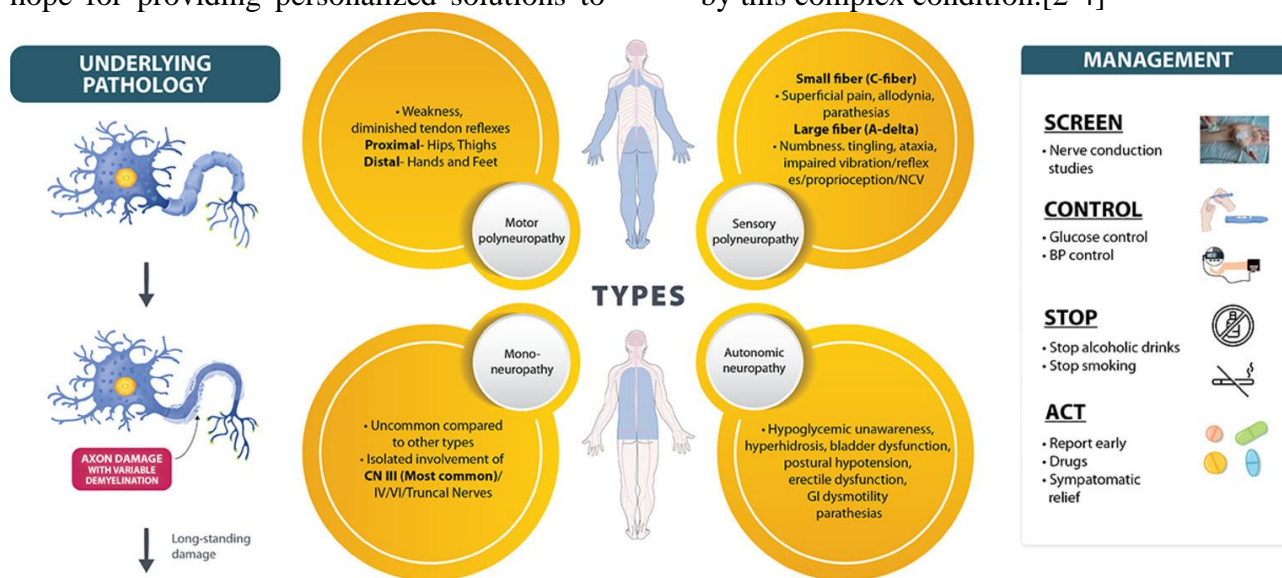 hope for providing personalized solutions to
by this complex condition.[2-4]
UNDERLYING
PATHOLOGY
AXON DAMAGE
WITH VARIABLE
DEMYELINATION
Long-standing
damage
• Weakness,
diminished tendon reflexes
Proximal- Hips, Thighs
Distal- Hands and Feet
Motor
polyneuropathy
Small fiber (C-fiber)
• Superficial pain, allodynia,
parathesias
Large fiber (A-delta)
• Numbness. tingling, ataxia,
impaired vibration/reflex
es/proprioception/NCV
Sensory
polyneuropathy
TYPES
Mono-
neuropathy
• Uncommon compared
to other types
• Isolated involvement of
CN III (Most common)/
IV/VI/Truncal Nerves
Autonomic
neuropathy
• Hypoglycemic unawareness,
hyperhidrosis, bladder dysfunction,
postural hypotension,
erectile dysfunction,
GI dysmotility
parathesias
MANAGEMENT
SCREEN
• Nerve conduction
studies
CONTROL
• Glucose control
• BP control
STOP
• Stop alcoholic drinks
• Stop smoking
ACT
• Report early
• Drugs
• Sympatomatic
relief